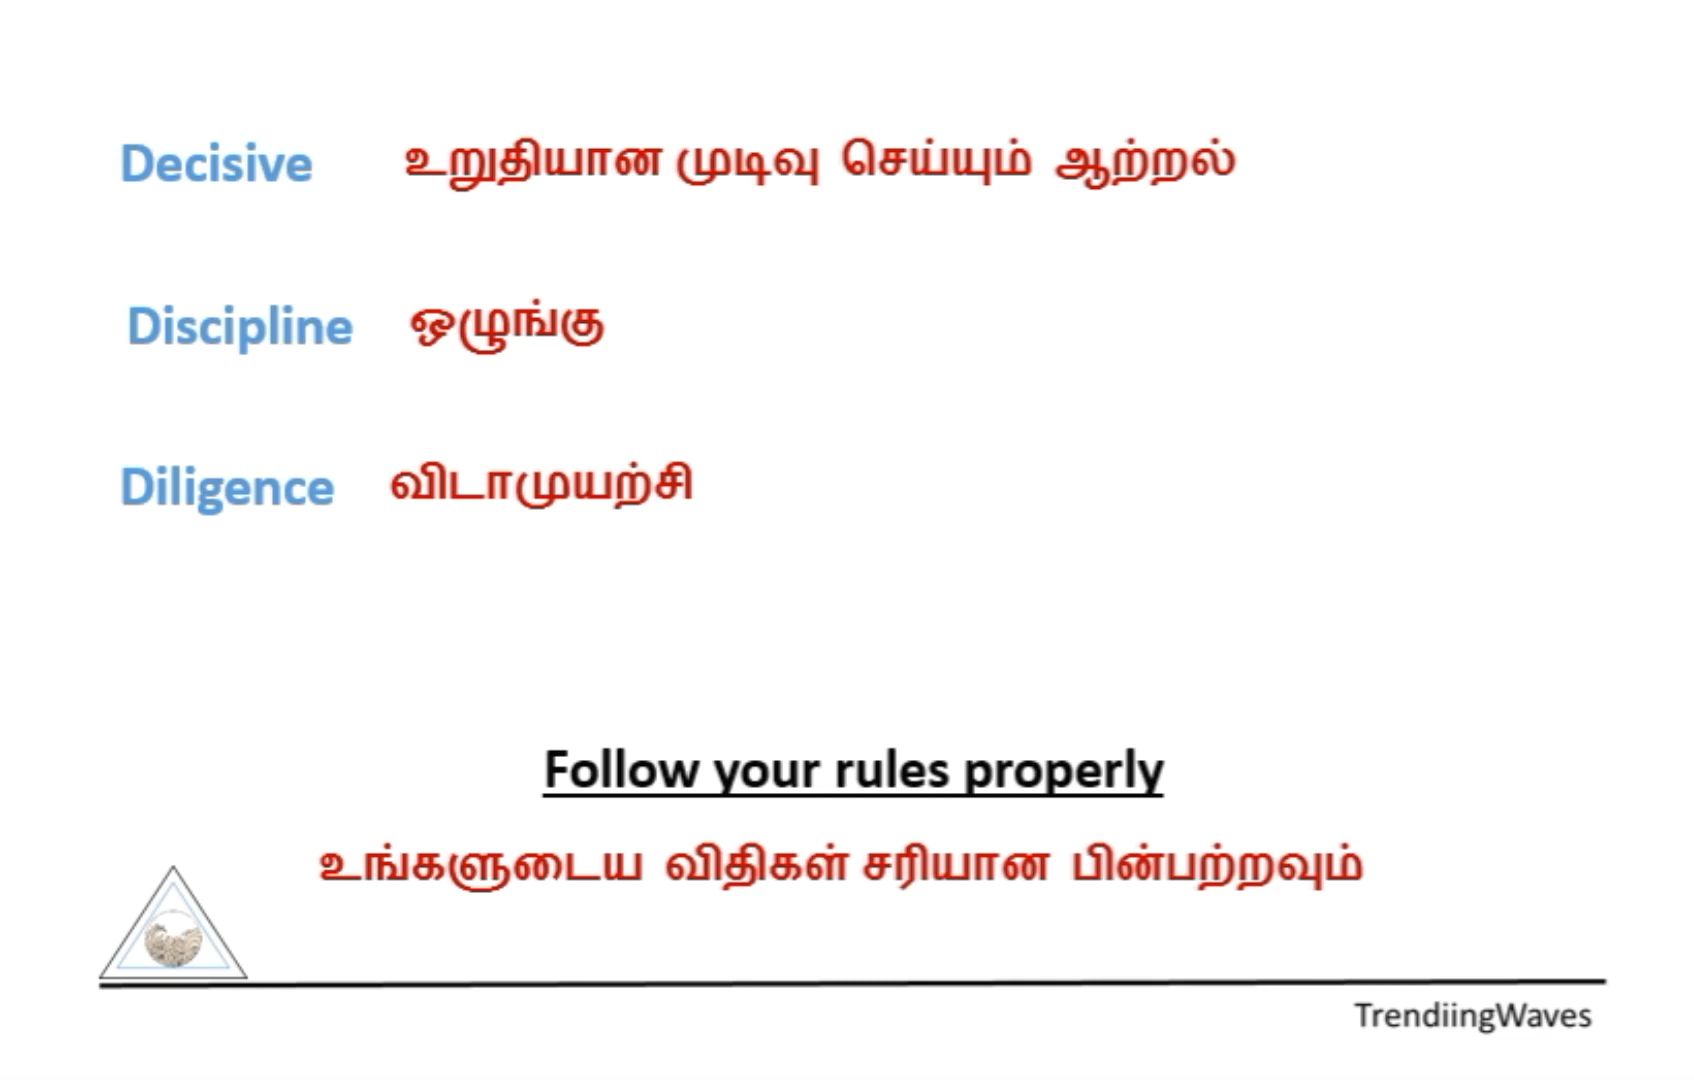 Decisive உறுதியான முடிவு செய்யும் ஆற்றல்
Discipline ஒழுங்கு
Diligence விடாமுயற்சி
Follow your rules properly
உங்களுடைய விதிகள் சரியான பின்பற்றவும்
TrendiingWaves